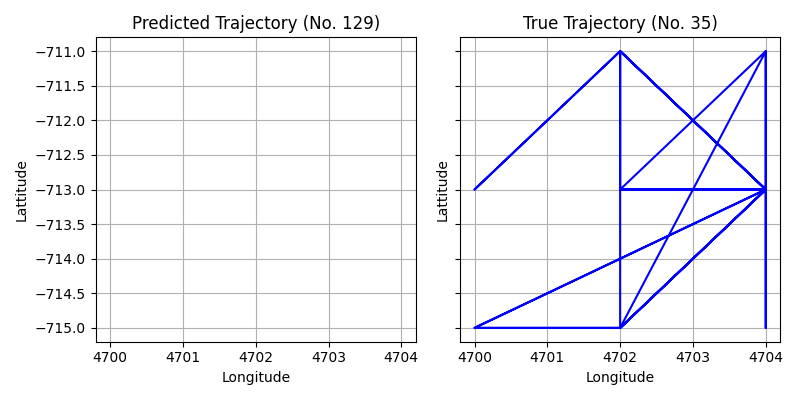 Predicted Trajectory (No. 129)
−711.0
−711.5
−712.0
−712.5
−713.0
−713.5
−714.0
−714.5
−715.0
Lattitude
4700 4701 4702 4703 4704
Longitude
True Trajectory (No. 35)
Lattitude
4700 4701 4702 4703 4704
Longitude